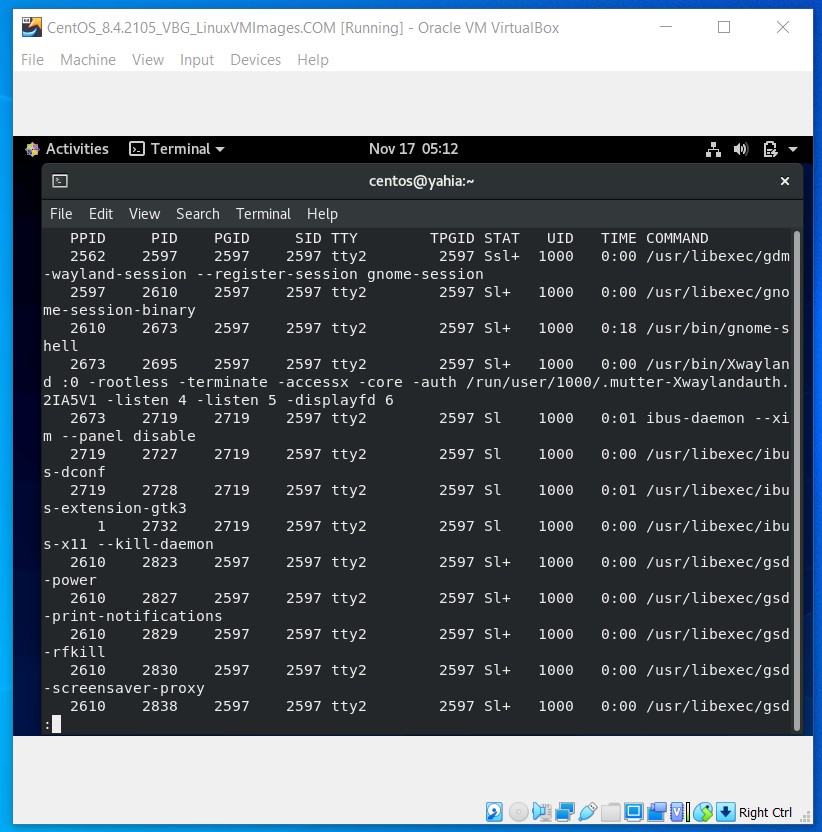 CentOS_8.4.2105_VBG_LinuxVMImages.COM [Running] - Oracle VM VirtualBox
File Machine View Input Devices Help
Activities Terminal Nov 17 05:12
centos@yahia:~
File Edit View Search Terminal Help
PPID PID PGID SID TTY TPGID STAT UID TIME COMMAND
2562 2597 2597 2597 tty2 2597 Ssl+ 1000 0:00 /usr/libexec/gdm
-wayland-session --register-session gnome-session
2597 2610 2597 2597 tty2 2597 Sl+ 1000 0:00 /usr/libexec/gno
me-session-binary
2610 2673 2597 2597 tty2 2597 Sl+ 1000 0:18 /usr/bin/gnome-s
hell
2673 2695 2597 2597 tty2 2597 Sl+ 1000 0:00 /usr/bin/Xwaylan
d :0 -rootless -terminate -accessx -core -auth /run/user/1000/.mutter-Xwaylandauth.
2IA5V1 -listen 4 -listen 5 -displayfd 6
2673 2719 2719 2597 tty2 2597 Sl 1000 0:01 ibus-daemon --xi
m --panel disable
2719 2727 2719 2597 tty2 2597 Sl 1000 0:00 /usr/libexec/ibu
s-dconf
2719 2728 2719 2597 tty2 2597 Sl 1000 0:01 /usr/libexec/ibu
s-extension-gtk3
1 2732 2719 2597 tty2 2597 Sl 1000 0:00 /usr/libexec/ibu
s-x11 --kill-daemon
2610 2823 2597 2597 tty2 2597 Sl+ 1000 0:00 /usr/libexec/gsd
-power
2610 2827 2597 2597 tty2 2597 Sl+ 1000 0:00 /usr/libexec/gsd
-print-notifications
2610 2829 2597 2597 tty2 2597 Sl+ 1000 0:00 /usr/libexec/gsd
-rfkill
2610 2830 2597 2597 tty2 2597 Sl+ 1000 0:00 /usr/libexec/gsd
-screensaver-proxy
2610 2838 2597 2597 tty2 2597 Sl+ 1000 0:00 /usr/libexec/gsd
:
Right Ctrl